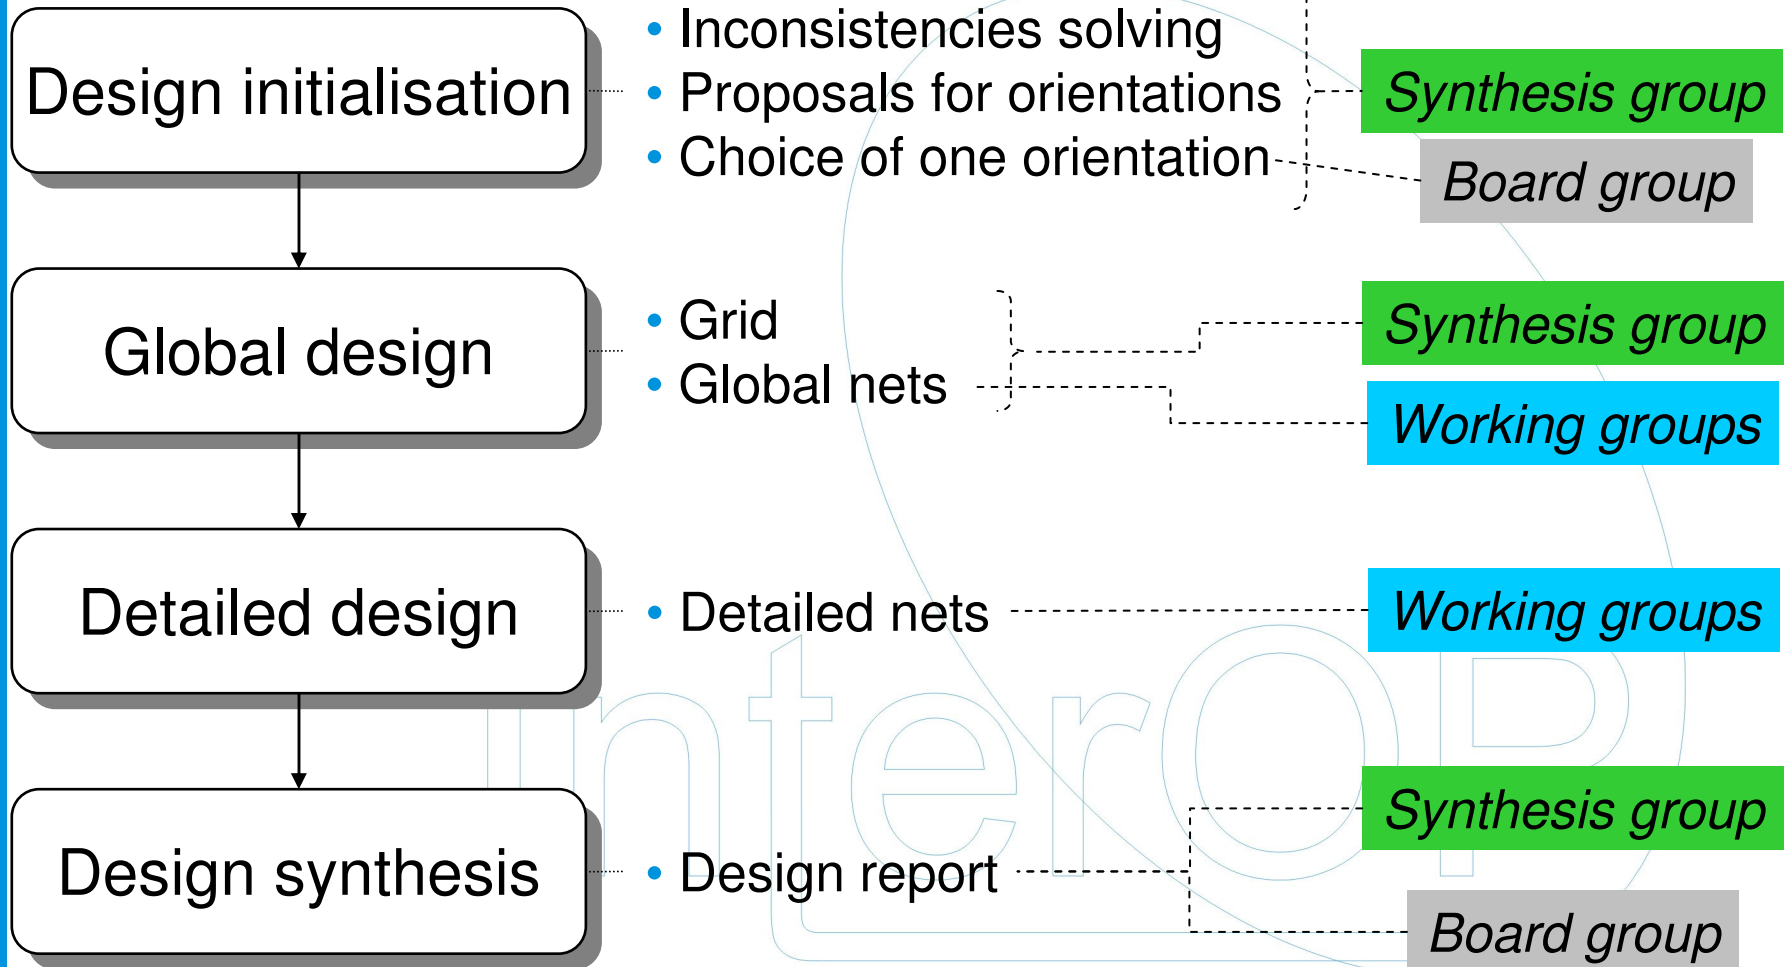 Design initialisation
• Inconsistencies solving
• Proposals for orientations
• Choice of one orientation
Synthesis group
Board group
Global design
• Grid
• Global nets
Synthesis group
Working groups
Detailed design
• Detailed nets
Working groups
Design synthesis
• Design report
Synthesis group
Board group
InterOP